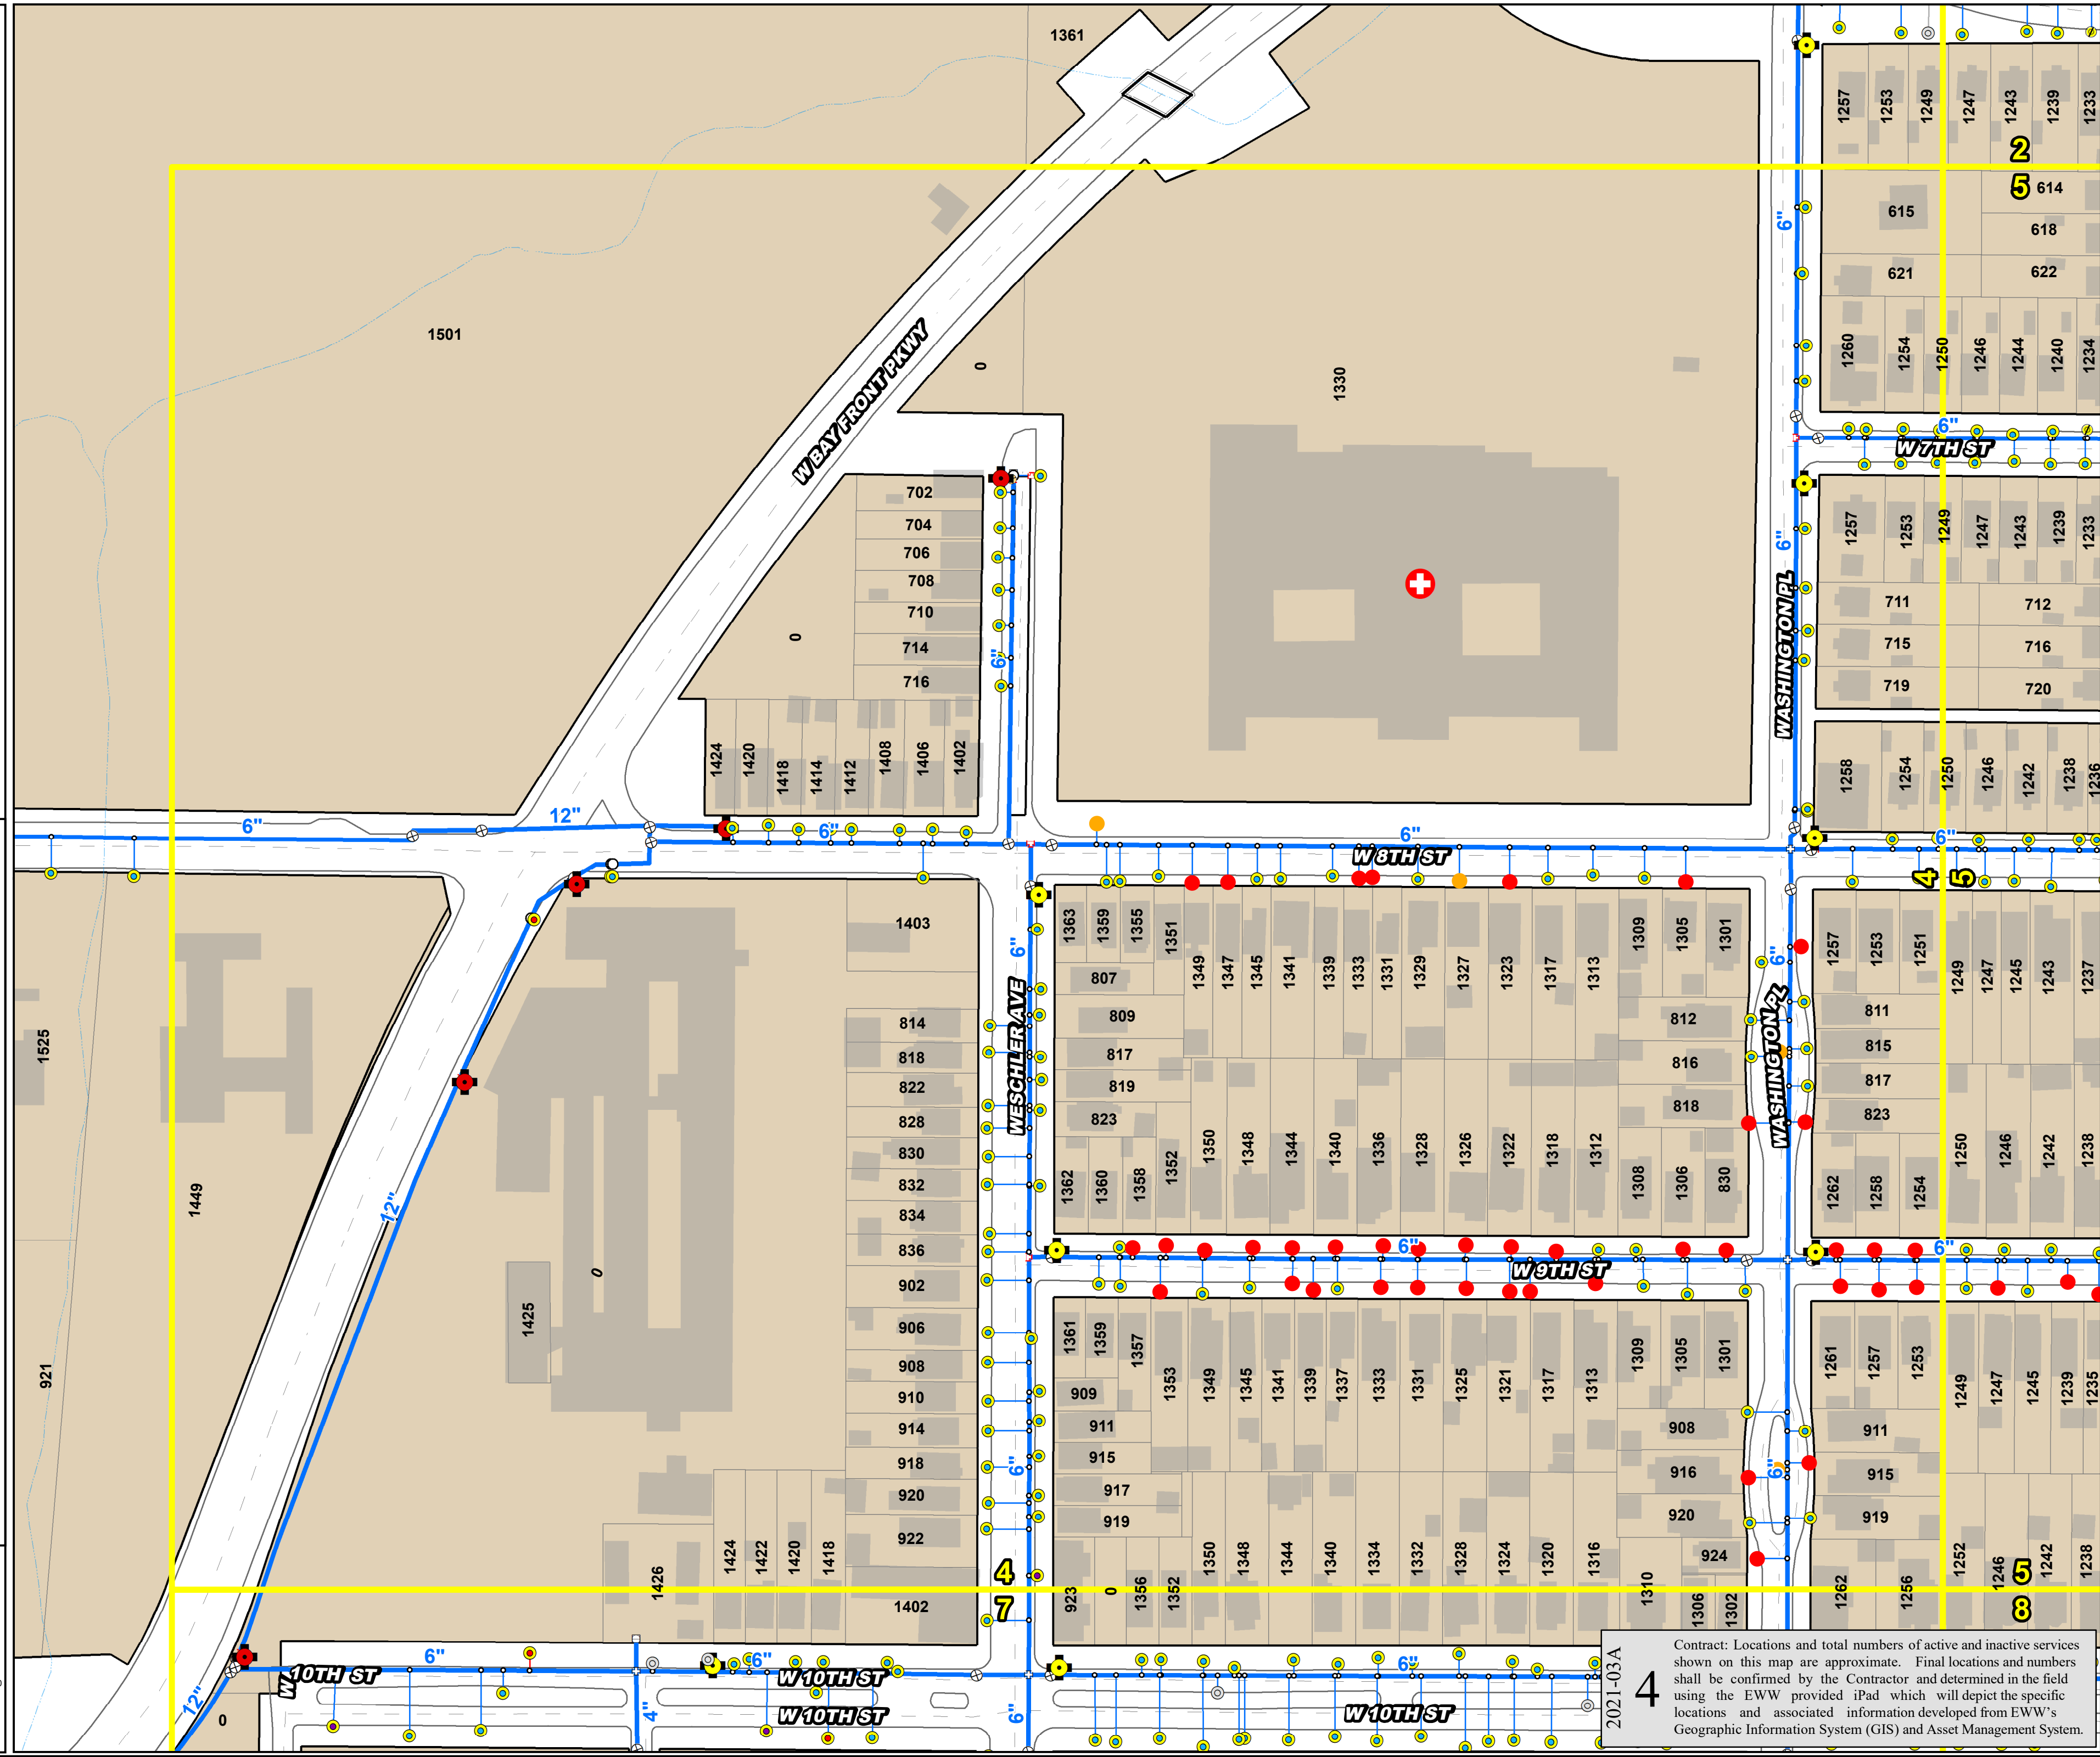 1361
1257 1253 1249 1247 1243 1239 1233
2
5
615 614
618
6"
621 622
1501
1330
0
W BAY FRONT PKWY
1260 1254 1250 1246 1244 1240 1234
6"
W 7TH ST
702
704
706
708
710
714
716
0
6"
6"
1257 1253 1249 1247 1243 1239 1233
WASHINGTON PL
711 712
715 716
719 720
1424 1420 1418 1414 1412 1408 1406 1402
1258 1254 1250 1246 1242 1238 1236
6" 12" 6" 6" 6"
W 8TH ST
4 5
1403
1363 1359 1355 1351 1349 1347 1345 1341 1339 1333 1331 1329 1327 1323 1317 1313 1309 1305 1301
6"
6"
1257 1253 1251 1249 1247 1245 1243 1237
807
809
817
819
823
812
816
818
811
815
817
823
WESCHLER AVE
WASHINGTON PL
814
818
822
828
830
832
834
836
902
906
908
910
914
918
920
922
1525
1449
12"
921
1425
0
1362 1360 1358 1352 1350 1348 1344 1340 1336 1328 1326 1322 1318 1312 1308 1306 830
1262 1258 1254 1250 1246 1242 1238
6" 6"
W 9TH ST
1361 1359 1357 1353 1349 1345 1341 1339 1337 1333 1331 1325 1321 1317 1313 1309 1305 1301
1261 1257 1253 1249 1247 1245 1239 1235
909
911
915
917
919
908
916
920
924
911
915
919
6"
6"
1426 1424 1422 1420 1418
1402
4
7
923 0 1356 1352 1350 1348 1344 1340 1334 1332 1328 1324 1320 1316 1310 1306 1302
1262 1256 1252 1246 1242 1238
5
8
6" 6" 6"
W 10TH ST
W 10TH ST
W 10TH ST
W 10TH ST
12"
0
4"
6"
2021-03A
4
Contract: Locations and total numbers of active and inactive services
shown on this map are approximate. Final locations and numbers
shall be confirmed by the Contractor and determined in the field
using the EWW provided iPad which will depict the specific
locations and associated information developed from EWW's
Geographic Information System (GIS) and Asset Management System.